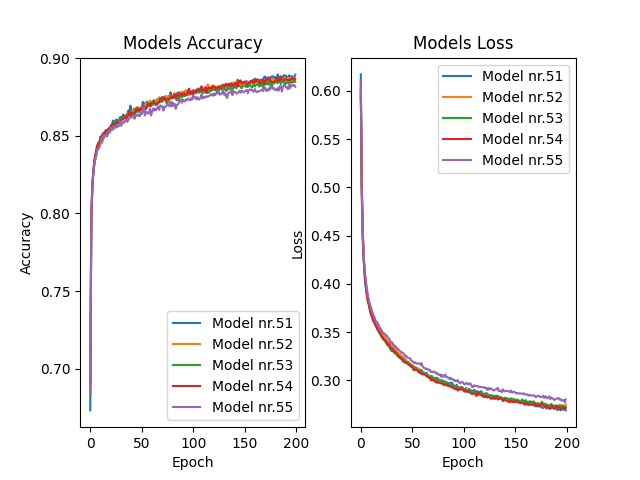 Models Accuracy
0.90
0.85
0.80
0.75
0.70
Accuracy
0
50
100
150
200
Epoch
Model nr.51
Model nr.52
Model nr.53
Model nr.54
Model nr.55
Models Loss
0.60
0.55
0.50
0.45
0.40
0.35
0.30
Loss
0
50
100
150
200
Epoch
Model nr.51
Model nr.52
Model nr.53
Model nr.54
Model nr.55